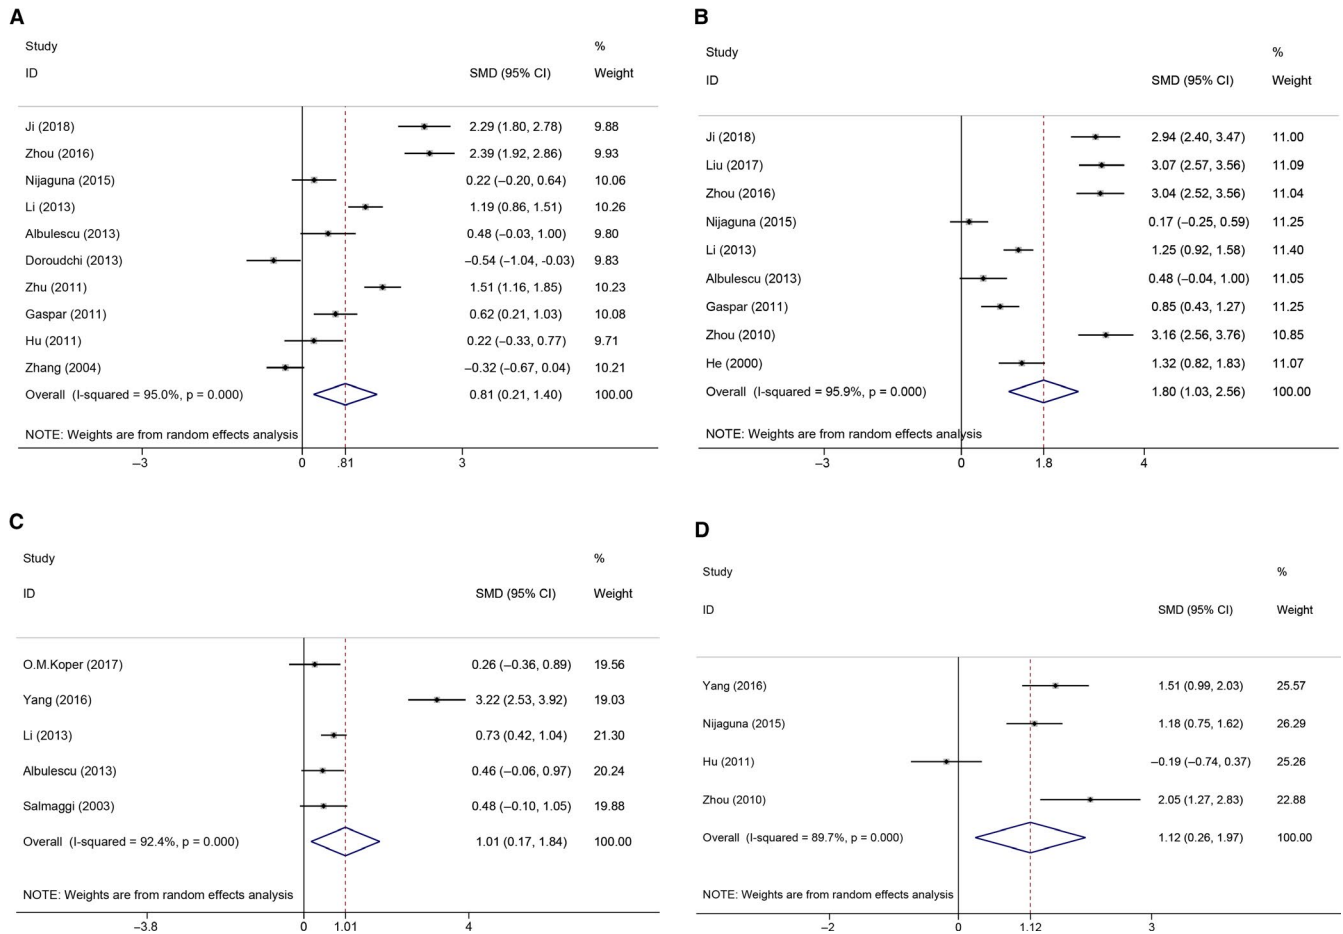 A
Study %
ID SMD (95% CI) Weight
Ji (2018) 2.29 (1.80, 2.78) 9.88
Zhou (2016) 2.39 (1.92, 2.86) 9.93
Nijaguna (2015) 0.22 (−0.20, 0.64) 10.06
Li (2013) 1.19 (0.86, 1.51) 10.26
Albulescu (2013) 0.48 (−0.03, 1.00) 9.80
Doroudchi (2013) −0.54 (−1.04, -0.03) 9.83
Zhu (2011) 1.51 (1.16, 1.85) 10.23
Gaspar (2011) 0.62 (0.21, 1.03) 10.08
Hu (2011) 0.22 (−0.33, 0.77) 9.71
Zhang (2004) −0.32 (−0.67, 0.04) 10.21
Overall (I-squared = 95.0%, p = 0.000) 0.81 (0.21, 1.40) 100.00
NOTE: Weights are from random effects analysis
−3 0 .81 3
B
Study %
ID SMD (95% CI) Weight
Ji (2018) 2.94 (2.40, 3.47) 11.00
Liu (2017) 3.07 (2.57, 3.56) 11.09
Zhou (2016) 3.04 (2.52, 3.56) 11.04
Nijaguna (2015) 0.17 (−0.25, 0.59) 11.25
Li (2013) 1.25 (0.92, 1.58) 11.40
Albulescu (2013) 0.48 (−0.04, 1.00) 11.05
Gaspar (2011) 0.85 (0.43, 1.27) 11.25
Zhou (2010) 3.16 (2.56, 3.76) 10.85
He (2000) 1.32 (0.82, 1.83) 11.07
Overall (I-squared = 95.9%, p = 0.000) 1.80 (1.03, 2.56) 100.00
NOTE: Weights are from random effects analysis
−3 0 1.8 4
C
Study %
ID SMD (95% CI) Weight
O.M.Koper (2017) 0.26 (−0.36, 0.89) 19.56
Yang (2016) 3.22 (2.53, 3.92) 19.03
Li (2013) 0.73 (0.42, 1.04) 21.30
Albulescu (2013) 0.46 (−0.06, 0.97) 20.24
Salmaggi (2003) 0.48 (−0.10, 1.05) 19.88
Overall (I-squared = 92.4%, p = 0.000) 1.01 (0.17, 1.84) 100.00
NOTE: Weights are from random effects analysis
−3.8 0 1.01 4
D
Study %
ID SMD (95% CI) Weight
Yang (2016) 1.51 (0.99, 2.03) 25.57
Nijaguna (2015) 1.18 (0.75, 1.62) 26.29
Hu (2011) −0.19 (−0.74, 0.37) 25.26
Zhou (2010) 2.05 (1.27, 2.83) 22.88
Overall (I-squared = 89.7%, p = 0.000) 1.12 (0.26, 1.97) 100.00
NOTE: Weights are from random effects analysis
−2 0 1.12 3